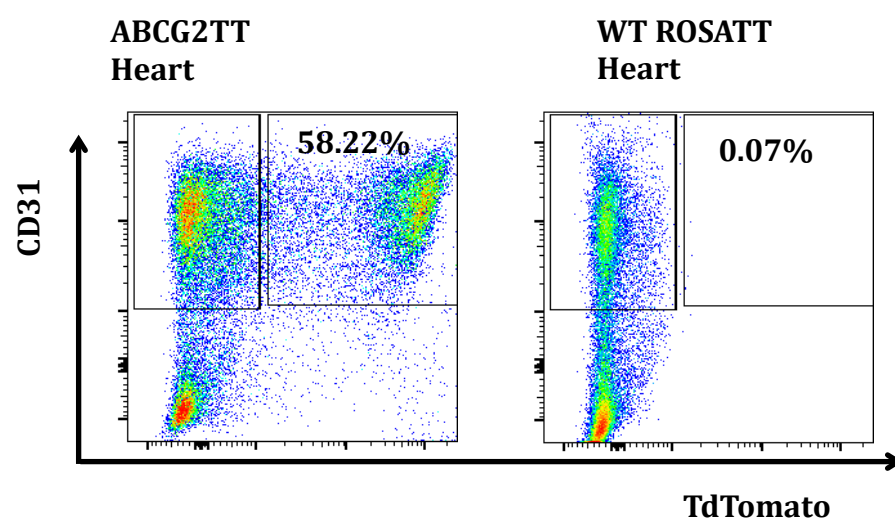 ABCG2TT
Heart
WT ROSATT
Heart
58.22%
0.07%
CD31
TdTomato